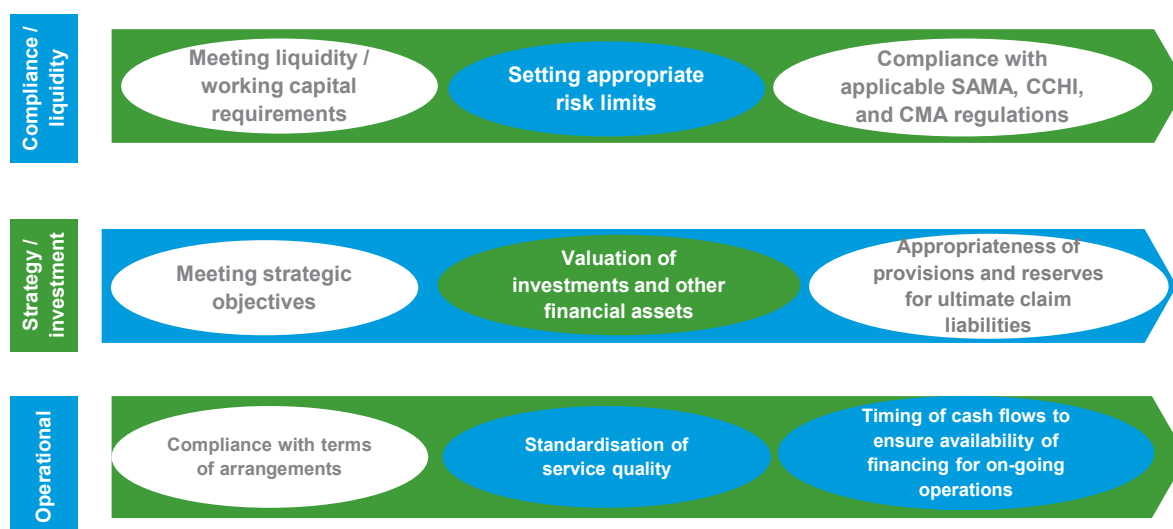 Compliance /
liquidity
Meeting liquidity /
working capital
requirements
Setting appropriate
risk limits
Compliance with
applicable SAMA, CCHI,
and CMA regulations
Strategy /
investment
Meeting strategic
objectives
Valuation of
investments and other
financial assets
Appropriateness of
provisions and reserves
for ultimate claim
liabilities
Operational
Compliance with terms
of arrangements
Standardisation of
service quality
Timing of cash flows to
ensure availability of
financing for on-going
operations